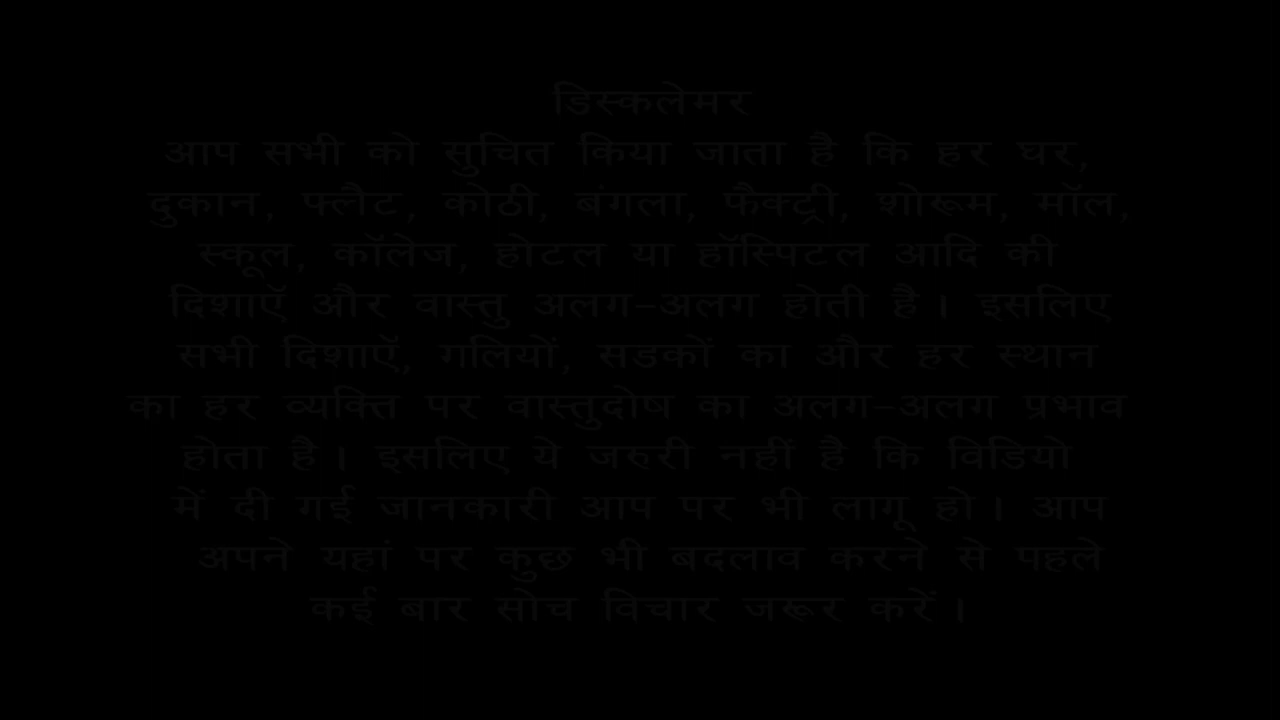 डिस्कलेमर
आप सभी को सुचित किया जाता है कि हर घर,
दुकान, फ्लैट, कोठी, बंगला, फैक्ट्री, शोरूम, मॉल,
स्कूल, कॉलेज, होटल या हॉस्पिटल आदि की
दिशाएँ और वास्तु अलग–अलग होती है। इसलिए
सभी दिशाएँ, गलियों, सडकों का और हर स्थान
का हर व्यक्ति पर वास्तुदोष का अलग–अलग प्रभाव
होता है। इसलिए ये जरुरी नहीं है कि विडियो
में दी गई जानकारी आप पर भी लागू हो। आप
अपने यहां पर कुछ भी बदलाव करने से पहले
कई बार सोच विचार जरूर करें।